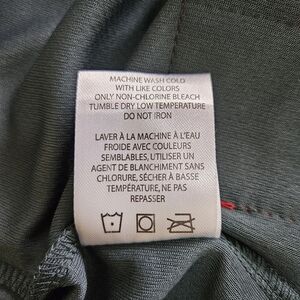 MACHINE WASH COLD
WITH LIKE COLORS
ONLY NON-CHLORINE BLEACH
TUMBLE DRY LOW TEMPERATURE
DO NOT IRON
LAVER À LA MACHINE À L'EAU
FROIDE AVEC COULEURS
SEMBLABLES, UTILISER UN
AGENT DE BLANCHIMENT SANS
CHLORURE, SÉCHER À BASSE
TEMPÉRATURE, NE PAS
REPASSER